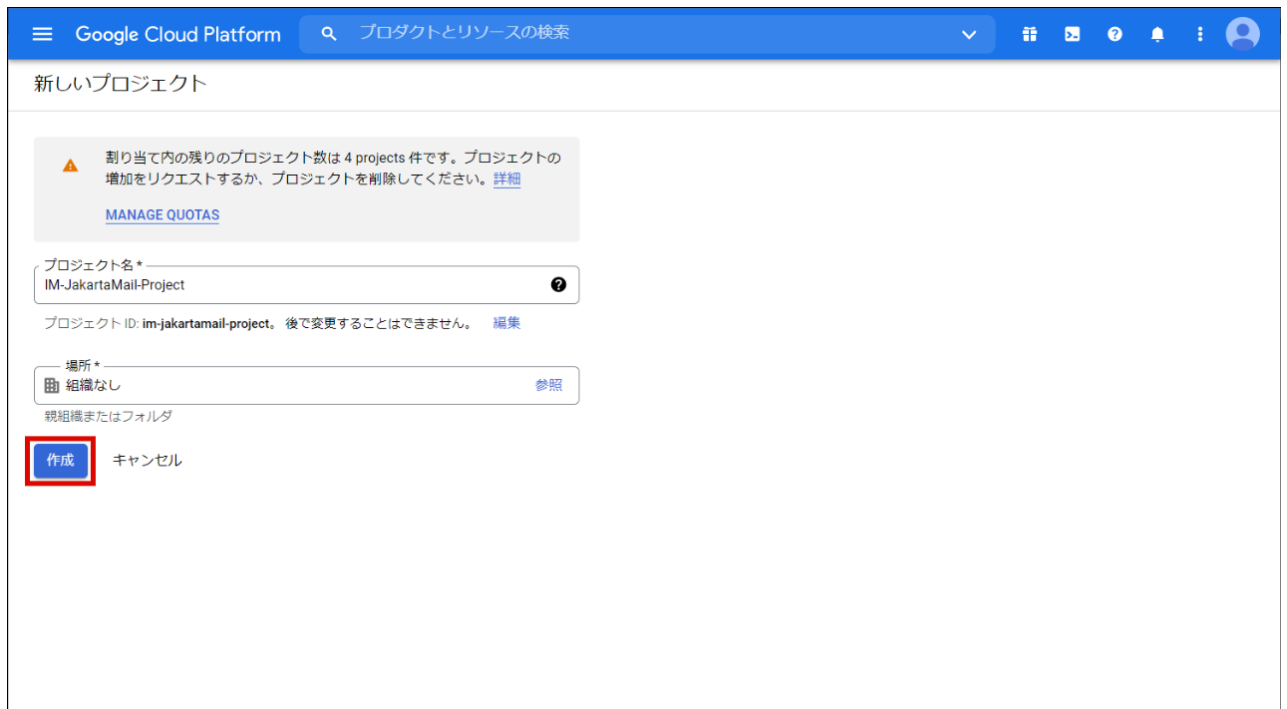 Google Cloud Platform
プロダクトとリソースの検索
新しいプロジェクト
割り当て内の残りのプロジェクト数は 4 projects 件です。プロジェクトの
増加をリクエストするか、プロジェクトを削除してください。詳細
MANAGE QUOTAS
プロジェクト名 *
IM-JakartaMail-Project
プロジェクト ID: im-jakartamail-project。後で変更することはできません。 編集
場所 *
組織なし 参照
親組織またはフォルダ
作成 キャンセル